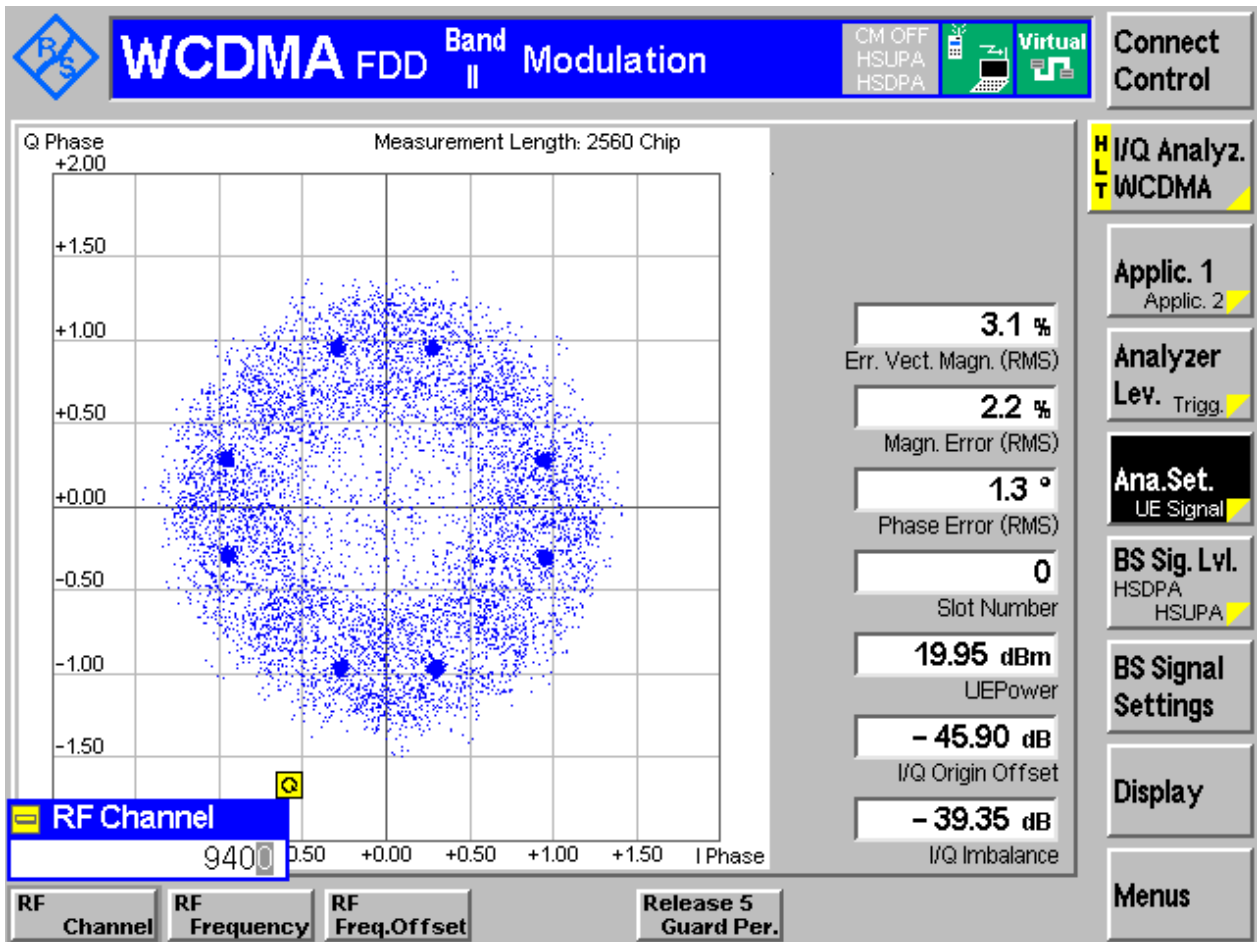 R/S
WCDMA FDD Band II Modulation
CM OFF
HSUPA
HSDPA
Virtual
Connect Control
Q Phase
Measurement Length: 2560 Chip
+2.00
+1.50
+1.00
+0.50
+0.00
-0.50
-1.00
-1.50
Q
RF Channel
9400
0.50 +0.00 +0.50 +1.00 +1.50 I Phase
3.1 %
Err. Vect. Magn. (RMS)
2.2 %
Magn. Error (RMS)
1.3 °
Phase Error (RMS)
0
Slot Number
19.95 dBm
UEPower
- 45.90 dB
I/Q Origin Offset
- 39.35 dB
I/Q Imbalance
HLT
I/Q Analyz.
WCDMA
Applic. 1
Applic. 2
Analyzer
Lev. Trigg.
Ana.Set.
UE Signal
BS Sig. Lvl.
HSDPA
HSUPA
BS Signal
Settings
Display
Menus
RF
Channel
RF
Frequency
RF
Freq.Offset
Release 5
Guard Per.